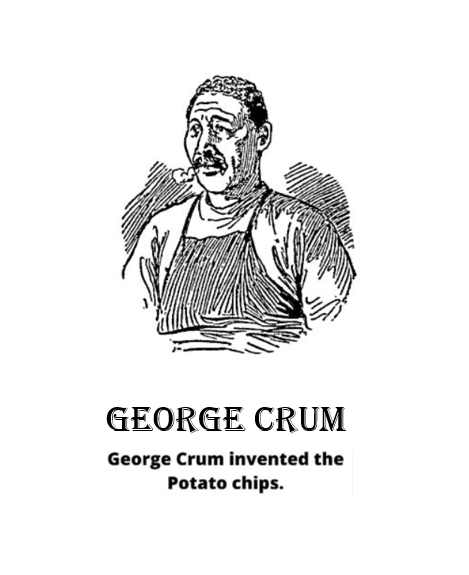 GEORGE CRUM
George Crum invented the
Potato chips.